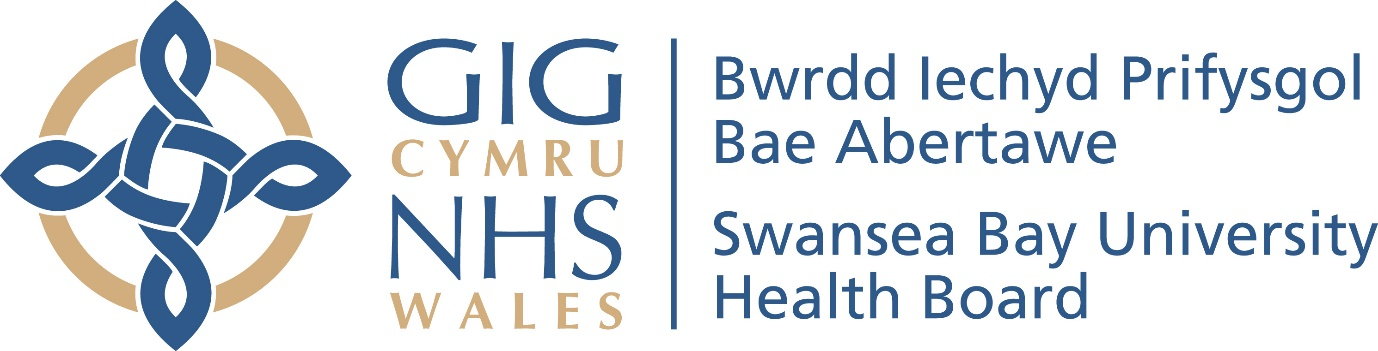 GIG
CYMRU
NHS
WALES
Bwrdd Iechyd Prifysgol
Bae Abertawe
Swansea Bay University
Health Board